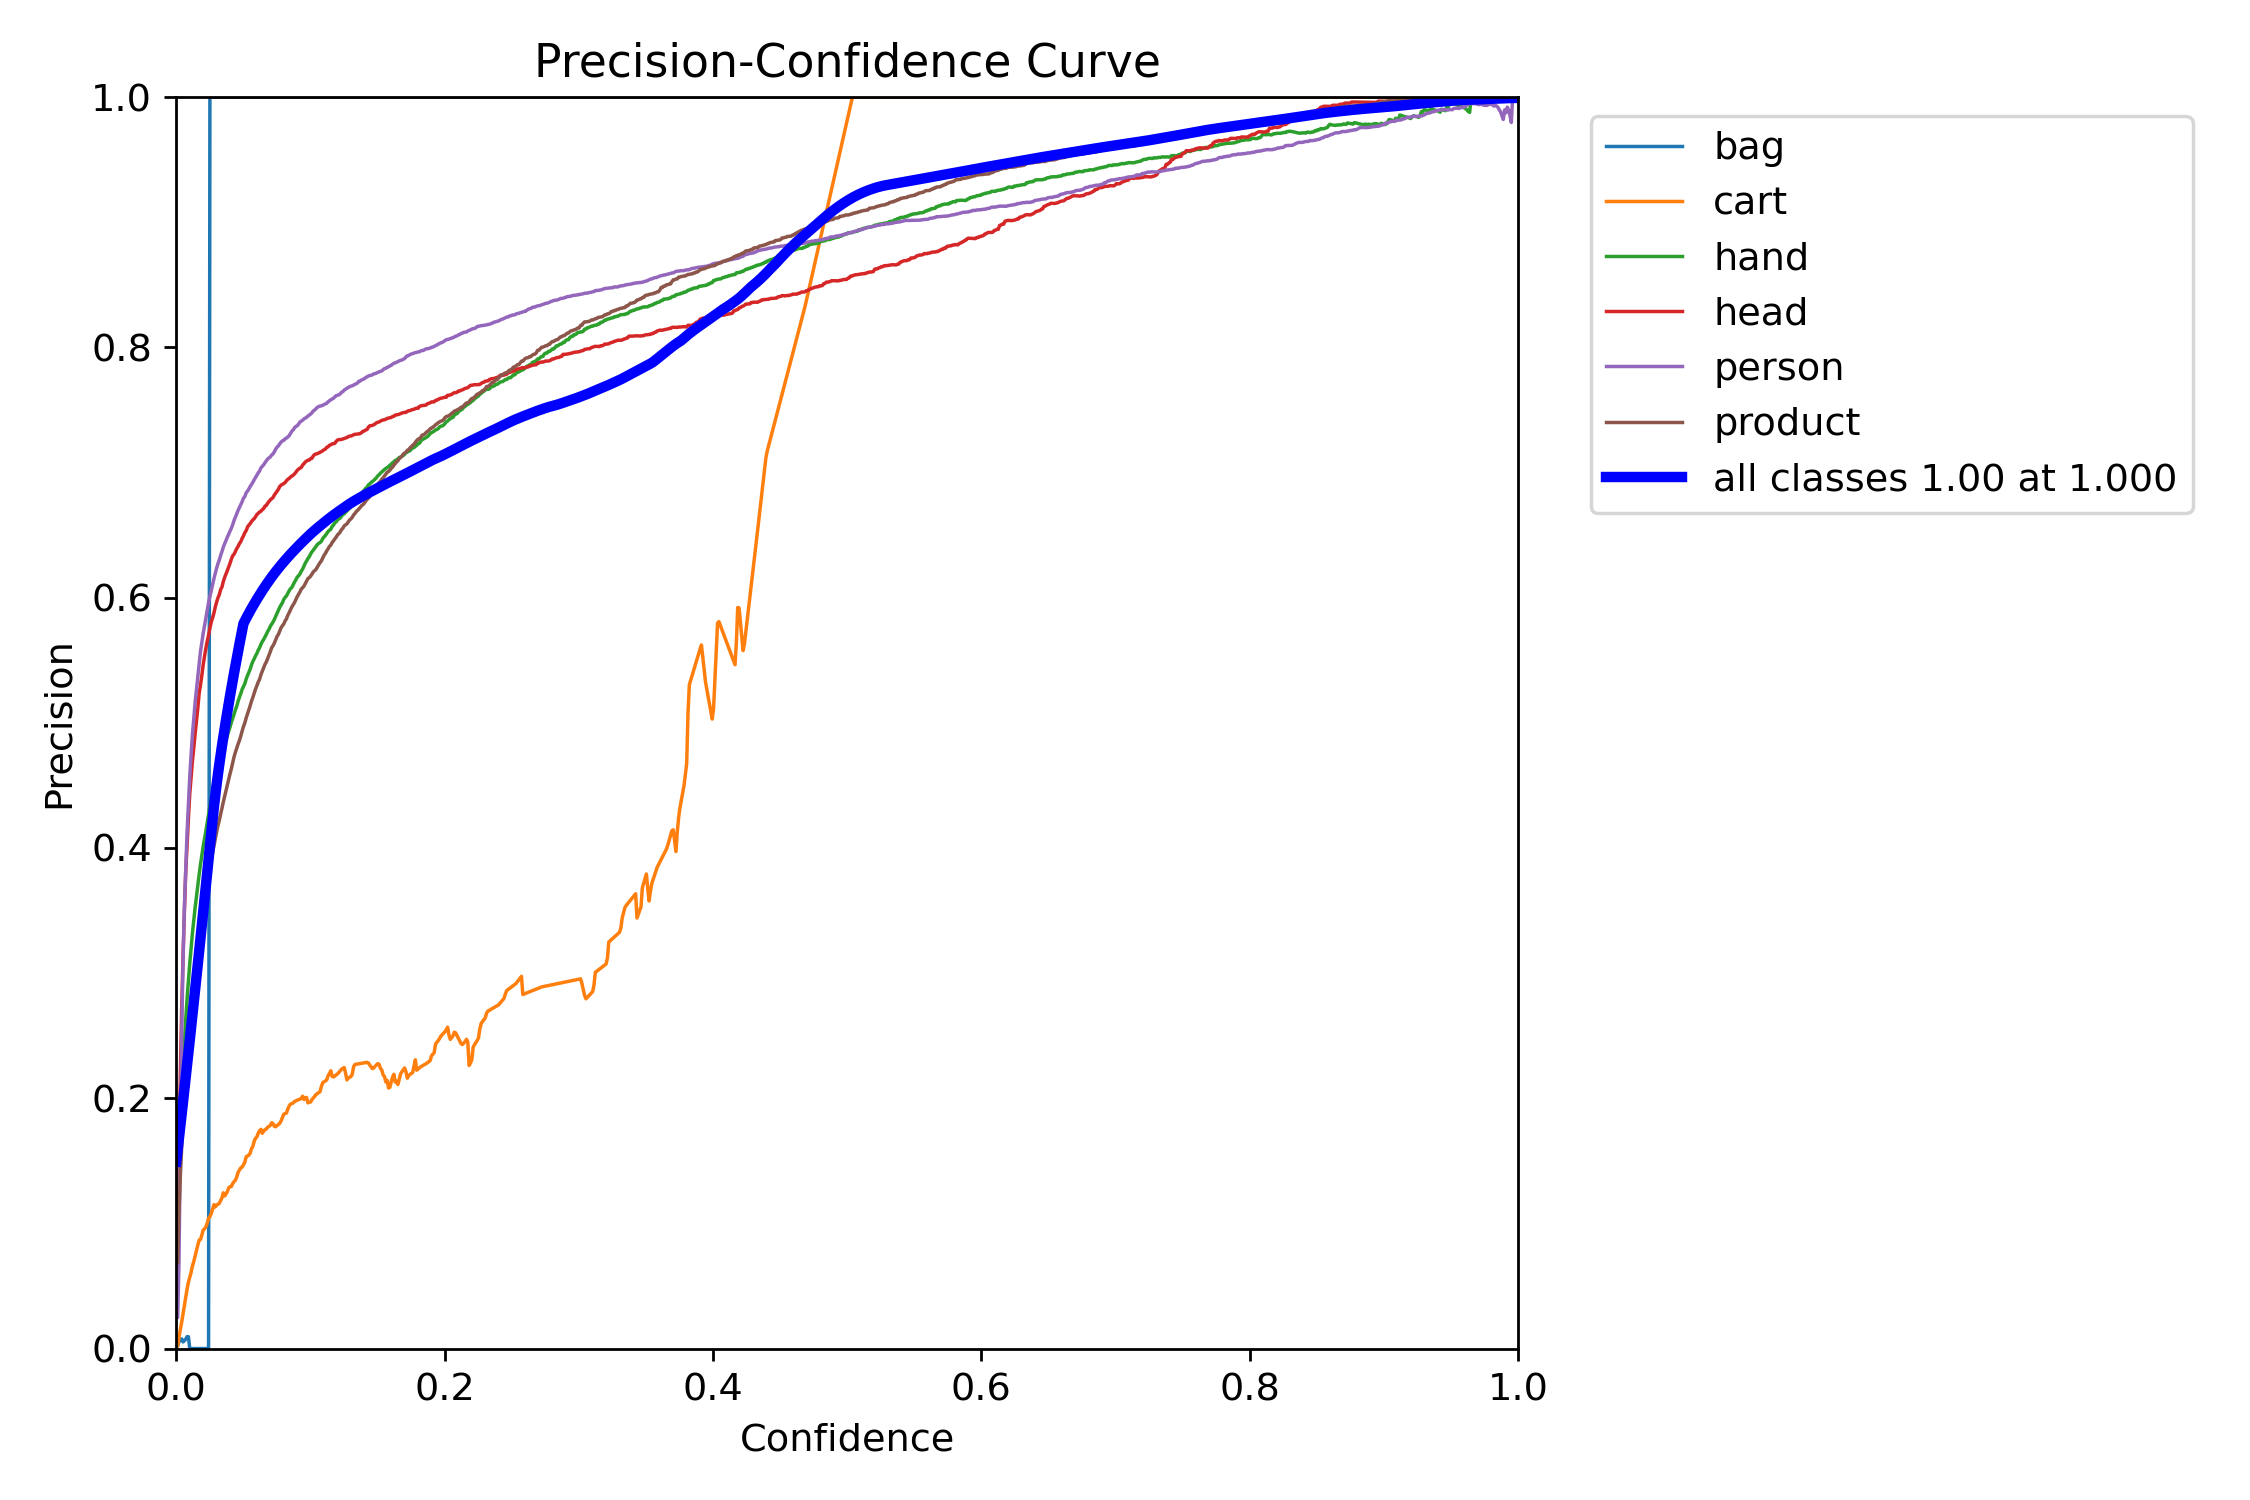 Precision-Confidence Curve
1.0
0.8
0.6
0.4
0.2
0.0
Precision
0.0 0.2 0.4 0.6 0.8 1.0
Confidence
bag
cart
hand
head
person
product
all classes 1.00 at 1.000